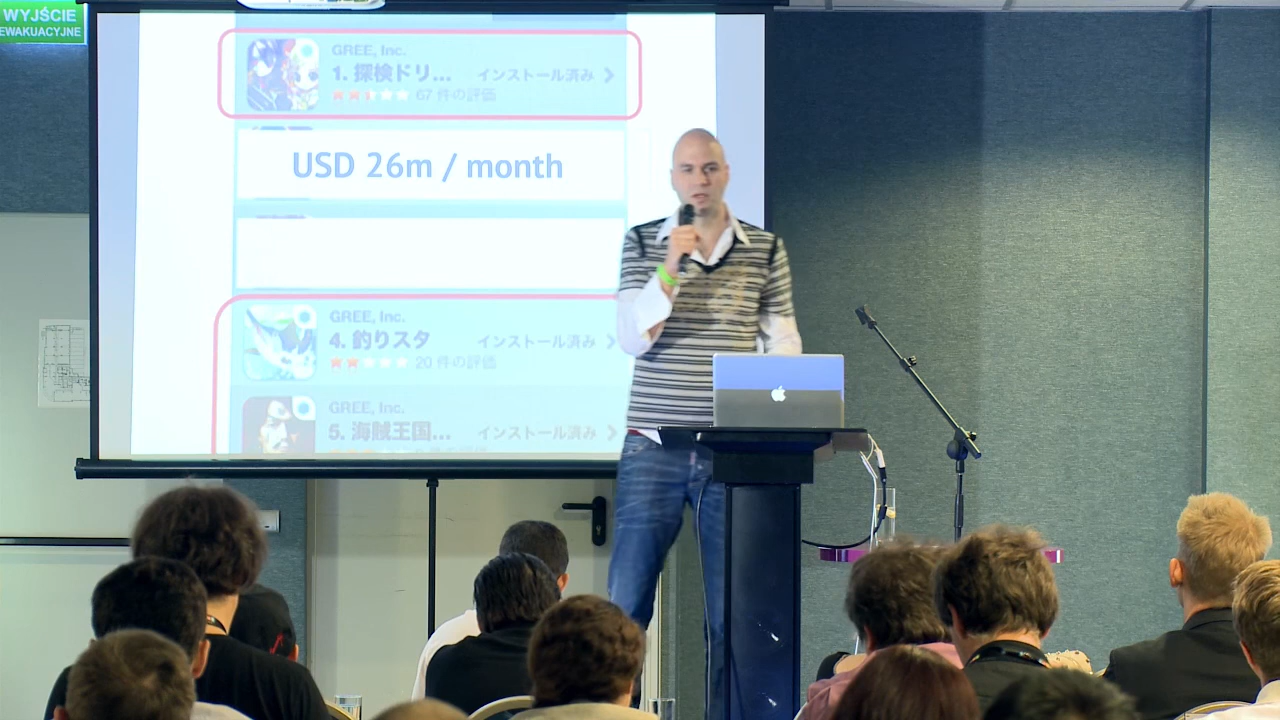 WYJŚCIE
EWAKUACYJNE
GREE, Inc.
1. 探検ドリ... インストール済み
67 件の評価
USD 26m / month
GREE, Inc.
4. 釣りスタ インストール済み
20 件の評価
GREE, Inc.
5. 海賊王国... インストール済み